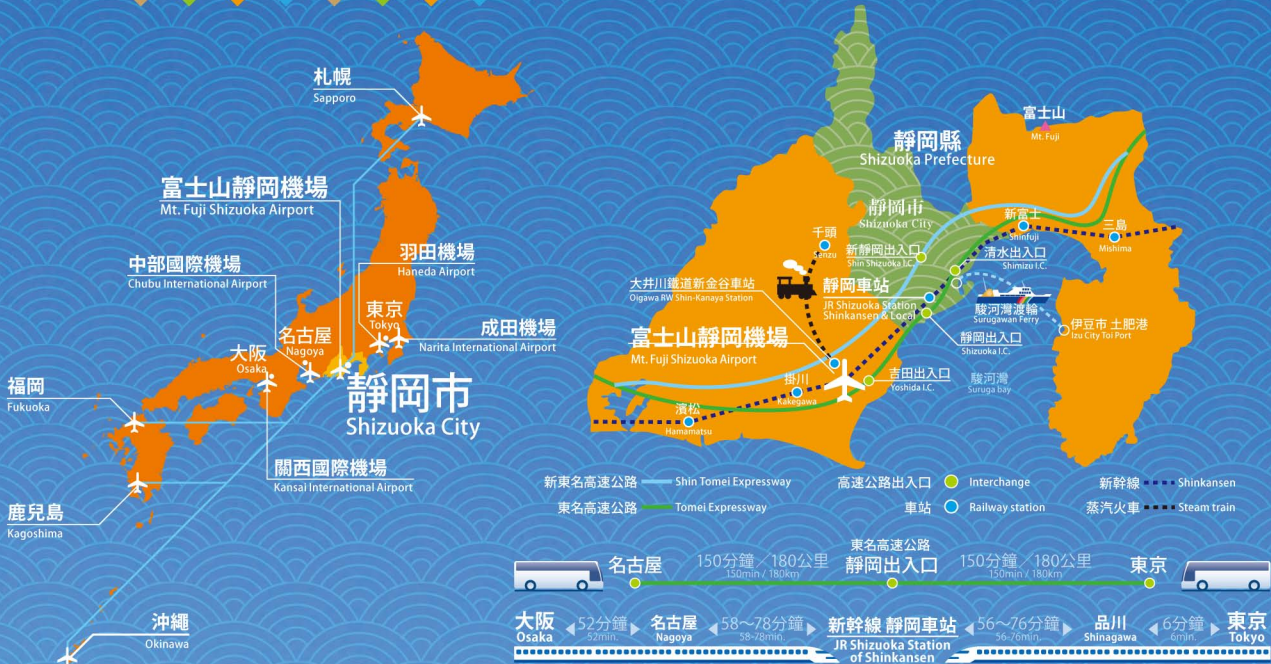 札幌
Sapporo
富士山靜岡機場
Mt. Fuji Shizuoka Airport
羽田機場
Haneda Airport
中部國際機場
Chubu International Airport
東京
Tokyo
成田機場
Narita International Airport
名古屋
Nagoya
大阪
Osaka
靜岡市
Shizuoka City
福岡
Fukuoka
關西國際機場
Kansai International Airport
鹿兒島
Kagoshima
沖繩
Okinawa
富士山
Mt. Fuji
靜岡縣
Shizuoka Prefecture
靜岡市
Shizuoka City
千頭
Senzu
新富士
Shinfuji
三島
Mishima
新靜岡出入口
Shin Shizuoka I.C.
清水出入口
Shimizu I.C.
大井川鐵道新金谷車站
Oigawa RW Shin-Kanaya Station
靜岡車站
JR Shizuoka Station
Shinkansen & Local
駿河灣渡輪
Surugawan Ferry
伊豆市 土肥港
Izu City Toi Port
富士山靜岡機場
Mt. Fuji Shizuoka Airport
靜岡出入口
Shizuoka I.C.
吉田出入口
Yoshida I.C.
駿河灣
Suruga bay
掛川
Kakegawa
濱松
Hamamatsu
新東名高速公路 Shin Tomei Expressway
高速公路出入口 Interchange
新幹線 Shinkansen
東名高速公路 Tomei Expressway
車站 Railway station
蒸汽火車 Steam train
東名高速公路
名古屋 150分鐘/180公里 靜岡出入口 150分鐘/180公里 東京
150min / 180km 150min / 180km
大阪 52分鐘 名古屋 58~78分鐘 新幹線 靜岡車站 56~76分鐘 品川 6分鐘 東京
Osaka 52min. Nagoya 58-78min. JR Shizuoka Station 56-76min. Shinagawa 6min. Tokyo
of Shinkansen